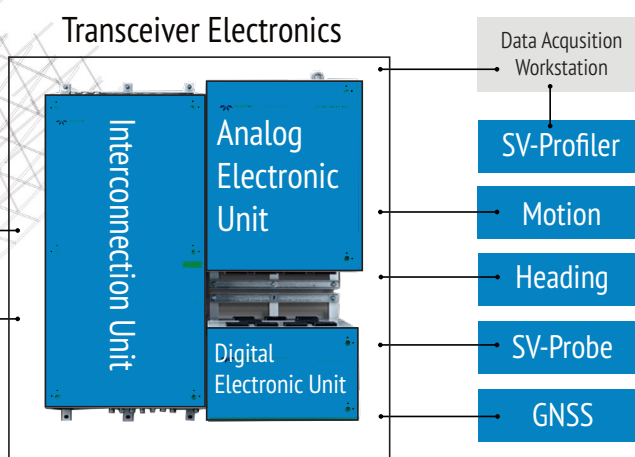 Transceiver Electronics
Data Acqusition
Workstation
Interconnection Unit
Analog
Electronic
Unit
Digital
Electronic Unit
SV-Profiler
Motion
Heading
SV-Probe
GNSS